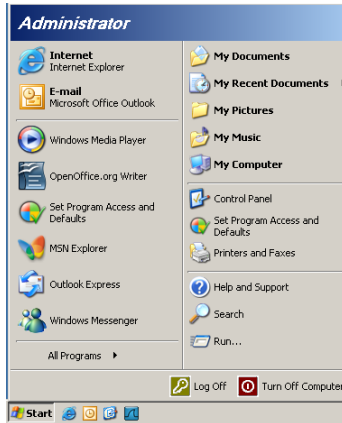 Administrator
Internet
Internet Explorer
E-mail
Microsoft Office Outlook
Windows Media Player
OpenOffice.org Writer
Set Program Access and
Defaults
MSN Explorer
Outlook Express
Windows Messenger
All Programs
My Documents
My Recent Documents
My Pictures
My Music
My Computer
Control Panel
Set Program Access and
Defaults
Printers and Faxes
Help and Support
Search
Run...
Log Off
Turn Off Computer
Start